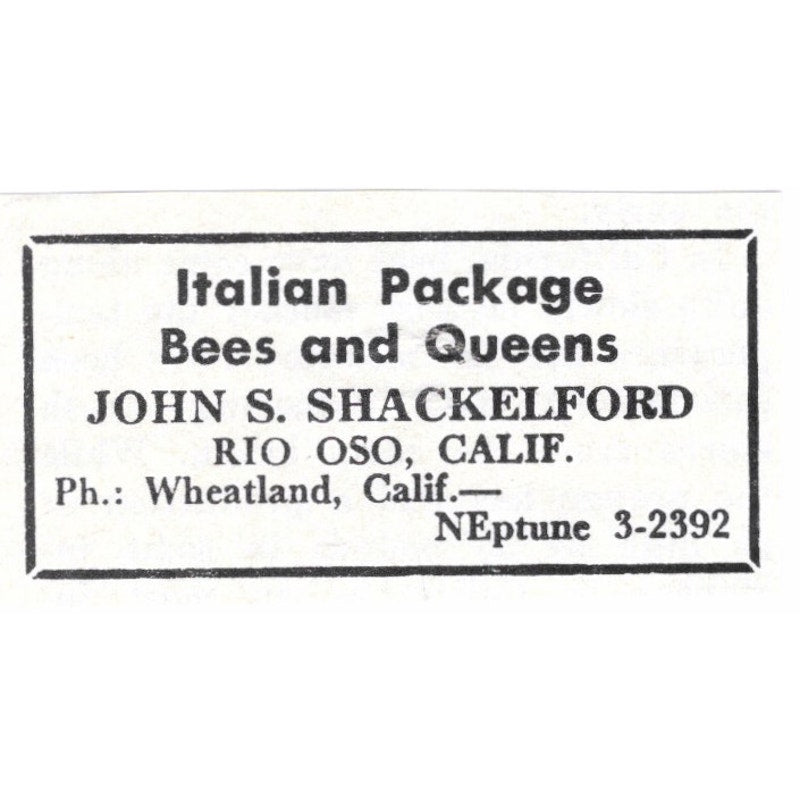 Italian Package
Bees and Queens
JOHN S. SHACKELFORD
RIO OSO, CALIF.
Ph.: Wheatland, Calif.—
NEptune 3-2392